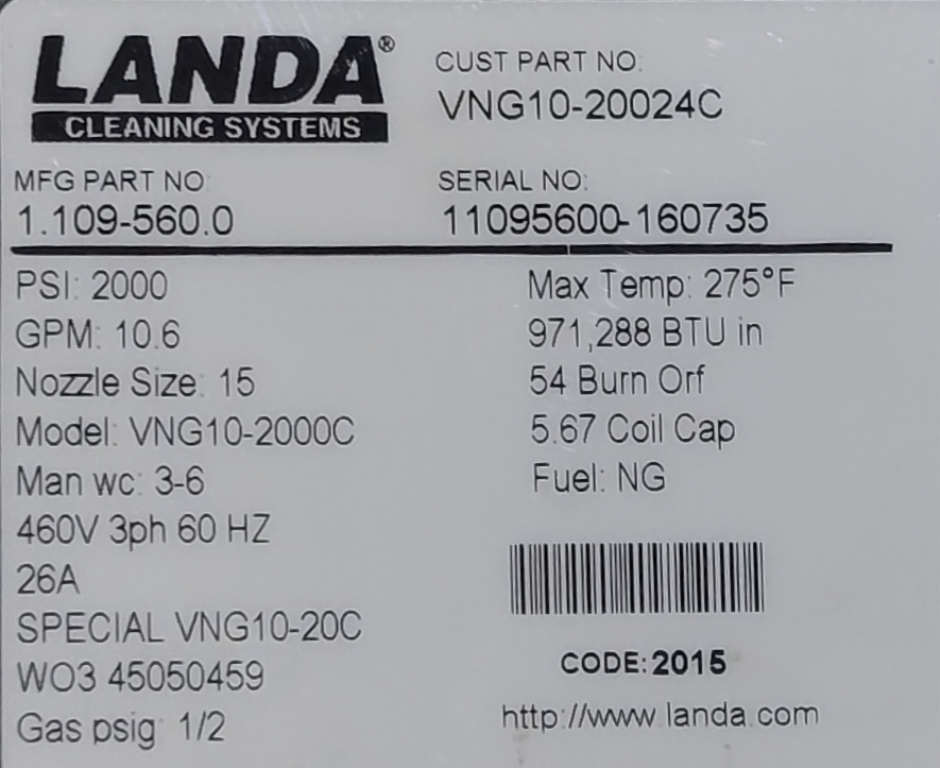 LANDA®
CLEANING SYSTEMS
CUST PART NO.
VNG10-20024C
MFG PART NO:
1.109-560.0
SERIAL NO:
11095600-160735
PSI: 2000
GPM: 10.6
Nozzle Size: 15
Model: VNG10-2000C
Man wc: 3-6
460V 3ph 60 HZ
26A
SPECIAL VNG10-20C
WO3 45050459
Gas psig: 1/2
Max Temp: 275°F
971,288 BTU in
54 Burn Orf
5.67 Coil Cap
Fuel: NG
CODE: 2015
http://www.landa.com